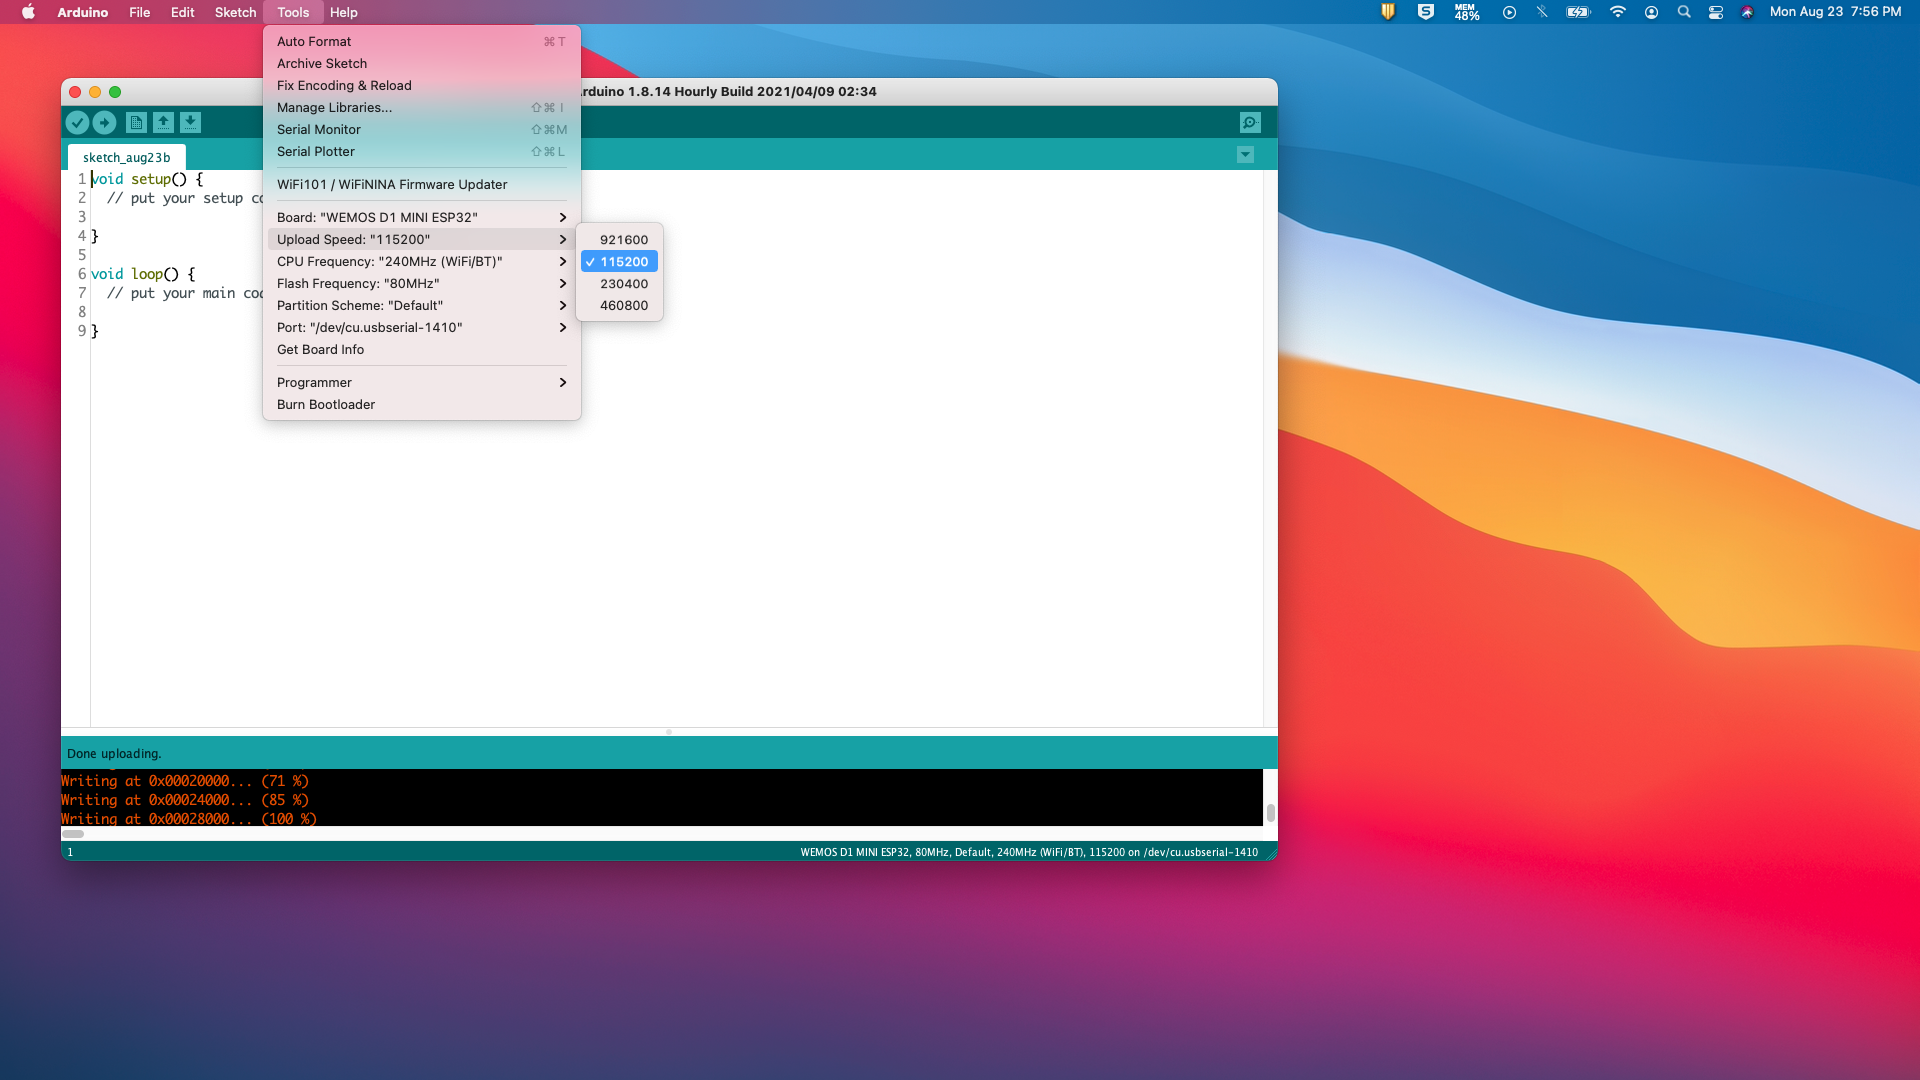 Arduino File Edit Sketch Tools Help MEM 48% Mon Aug 23 7:56 PM
Auto Format ⌘T
Archive Sketch
Fix Encoding & Reload
Manage Libraries... ⇧⌘I
Serial Monitor ⇧⌘M
Serial Plotter ⇧⌘L
WiFi101 / WiFiNINA Firmware Updater
Board: "WEMOS D1 MINI ESP32"
Upload Speed: "115200"
CPU Frequency: "240MHz (WiFi/BT)"
Flash Frequency: "80MHz"
Partition Scheme: "Default"
Port: "/dev/cu.usbserial-1410"
Get Board Info
Programmer
Burn Bootloader
921600
✓ 115200
230400
460800
rduino 1.8.14 Hourly Build 2021/04/09 02:34
sketch_aug23b
1 void setup() {
2 // put your setup co
3
4 }
5
6 void loop() {
7 // put your main co
8
9 }
Done uploading.
Writing at 0x00020000... (71 %)
Writing at 0x00024000... (85 %)
Writing at 0x00028000... (100 %)
1 WEMOS D1 MINI ESP32, 80MHz, Default, 240MHz (WiFi/BT), 115200 on /dev/cu.usbserial-1410